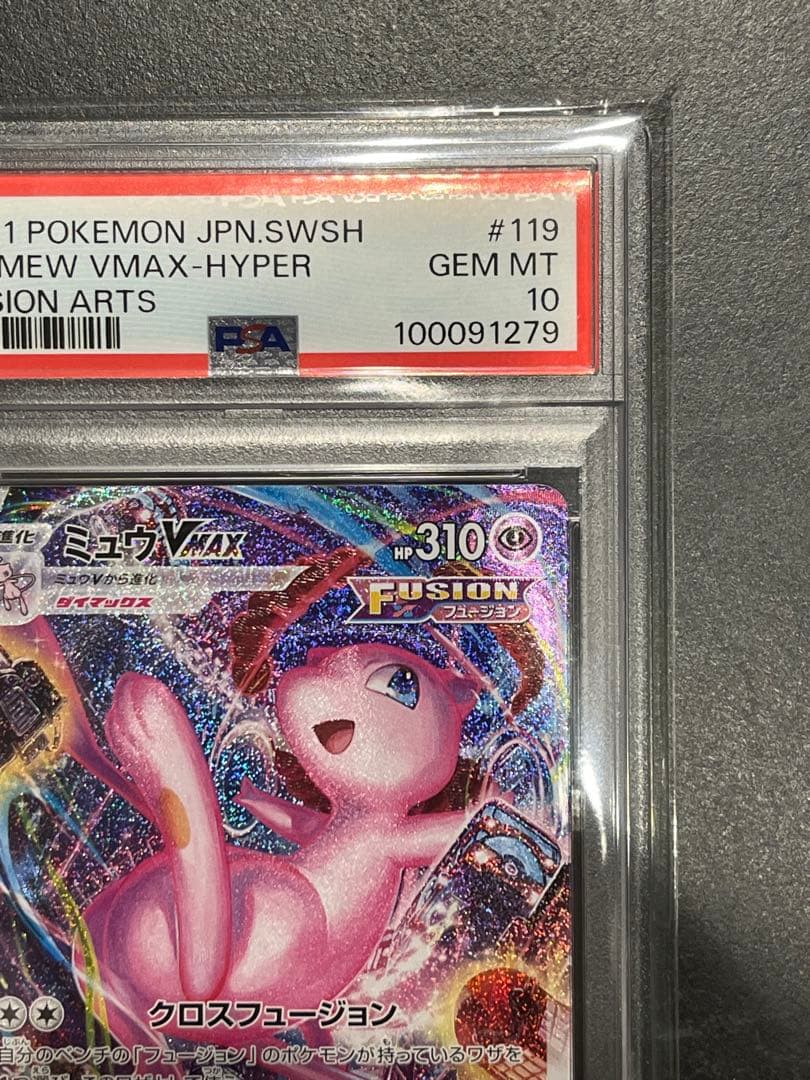 1 POKEMON JPN.SWSH #119
MEW VMAX-HYPER GEM MT
SION ARTS 10
PSA 100091279
進化 ミュウVMAX HP310
ミュウVから進化
ダイマックス
FUSION
フュージョン
クロスフュージョン
自分のベンチの「フュージョン」のポケモンが持っているワザを